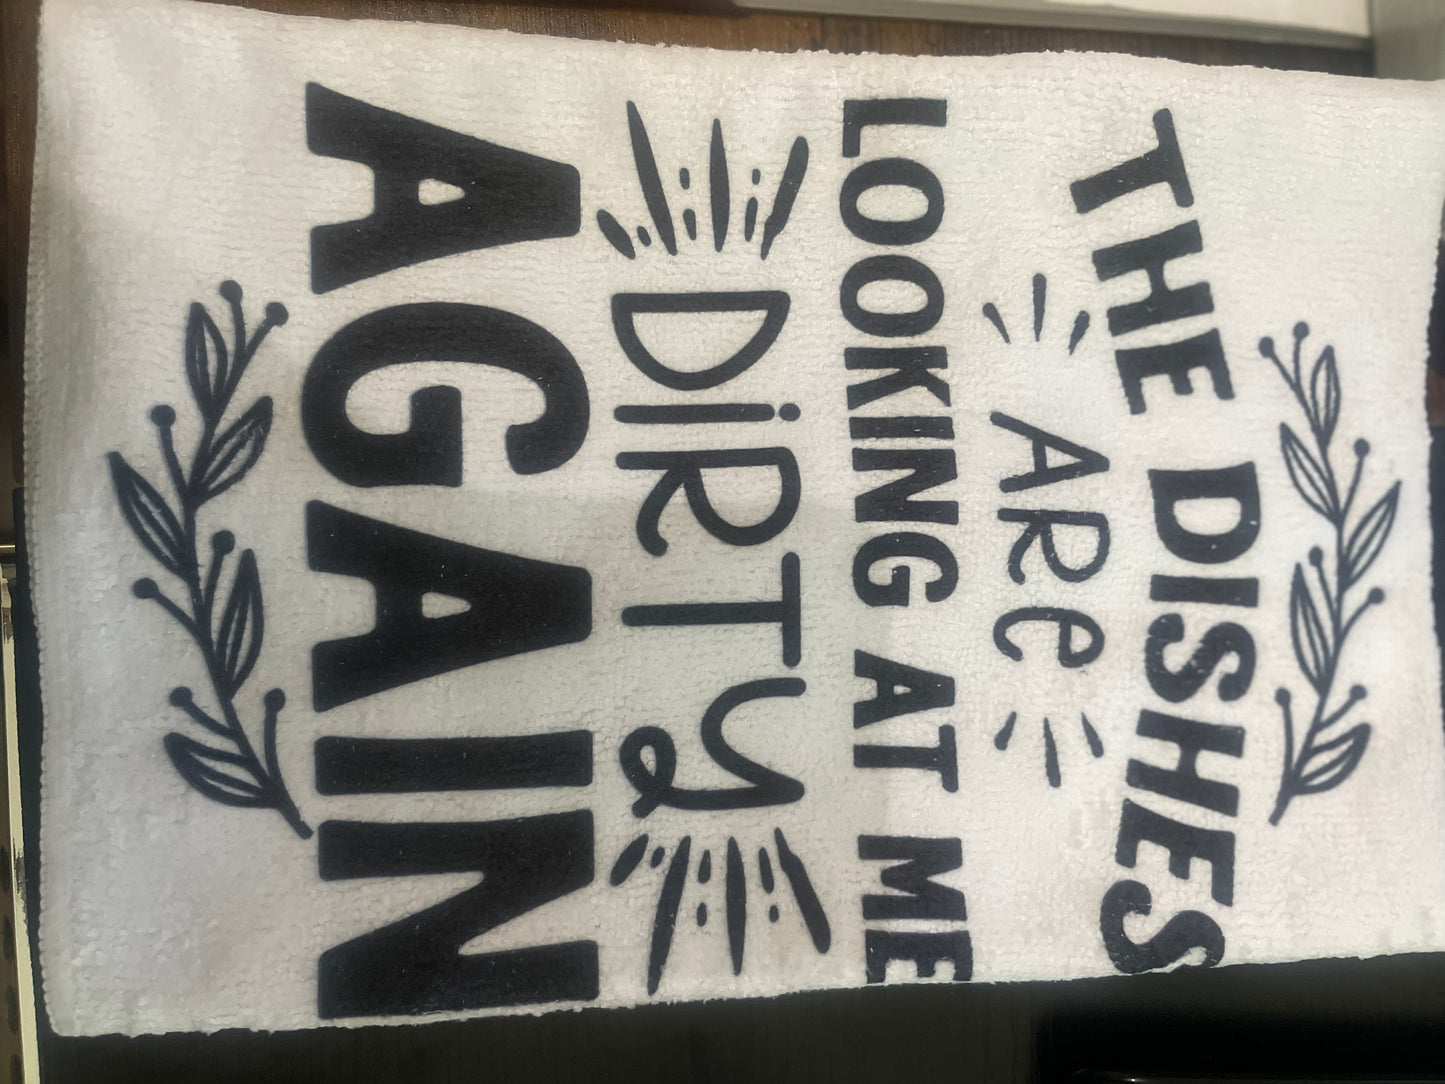 THE DISHES
ARe
LOOKING AT ME
DiRTy
AGAIN